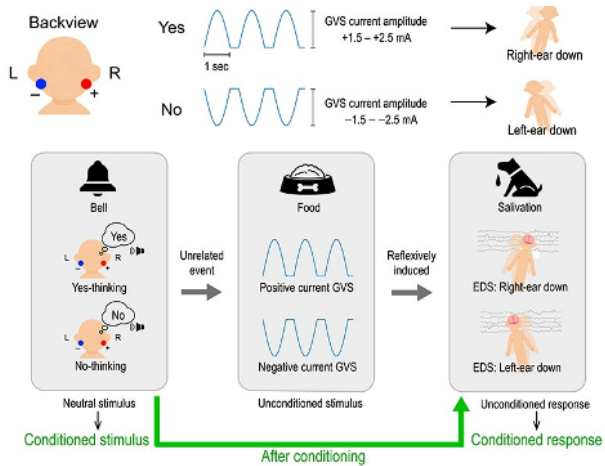 Backview
L
R
−
+
Yes
1 sec
GVS current amplitude
+1.5 – +2.5 mA
Right-ear down
No
GVS current amplitude
−1.5 – −2.5 mA
Left-ear down
Bell
Yes
L
R
−
+
Yes-thinking
No
L
R
−
+
No-thinking
Unrelated
event
Food
Positive current GVS
Negative current GVS
Reflexively
induced
Salivation
EDS: Right-ear down
EDS: Left-ear down
Neutral stimulus
Unconditioned stimulus
Unconditioned response
Conditioned stimulus
After conditioning
Conditioned response